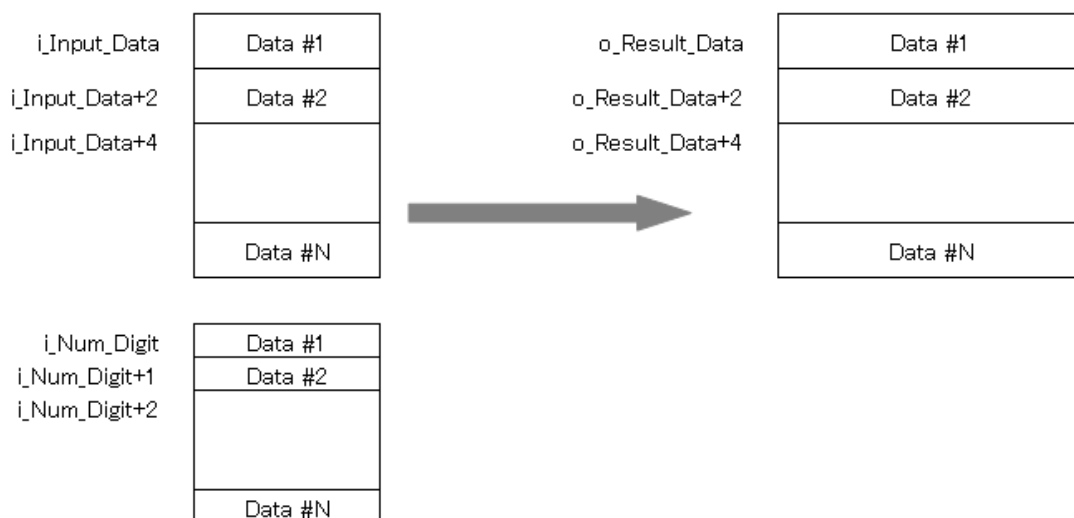 i_Input_Data Data #1
i_Input_Data+2 Data #2
i_Input_Data+4
Data #N
o_Result_Data Data #1
o_Result_Data+2 Data #2
o_Result_Data+4
Data #N
i_Num_Digit Data #1
i_Num_Digit+1 Data #2
i_Num_Digit+2
Data #N